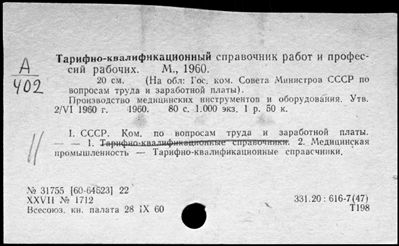 Тарифно-квалификационный справочник работ и профес-
сий рабочих. М., 1960.
А
402
20 см. (На обл: Гос. ком. Совета Министров СССР по
вопросам труда и заработной платы).
Производство медицинских инструментов и оборудования. Утв.
2/VI 1960 г. 1960. 80 с. 1.000 экз. 1 р. 50 к.
I. СССР. Ком. по вопросам труда и заработной платы.
— — 1. Тарифно-квалификационные справочники. 2. Медицинская
промышленность — Тарифно-квалификационные справсчники.
№ 31755 [60-64623] 22
XXVII № 1712
Всесоюз. кн. палата 28 IX 60
331.20 : 616-7(47)
Т198